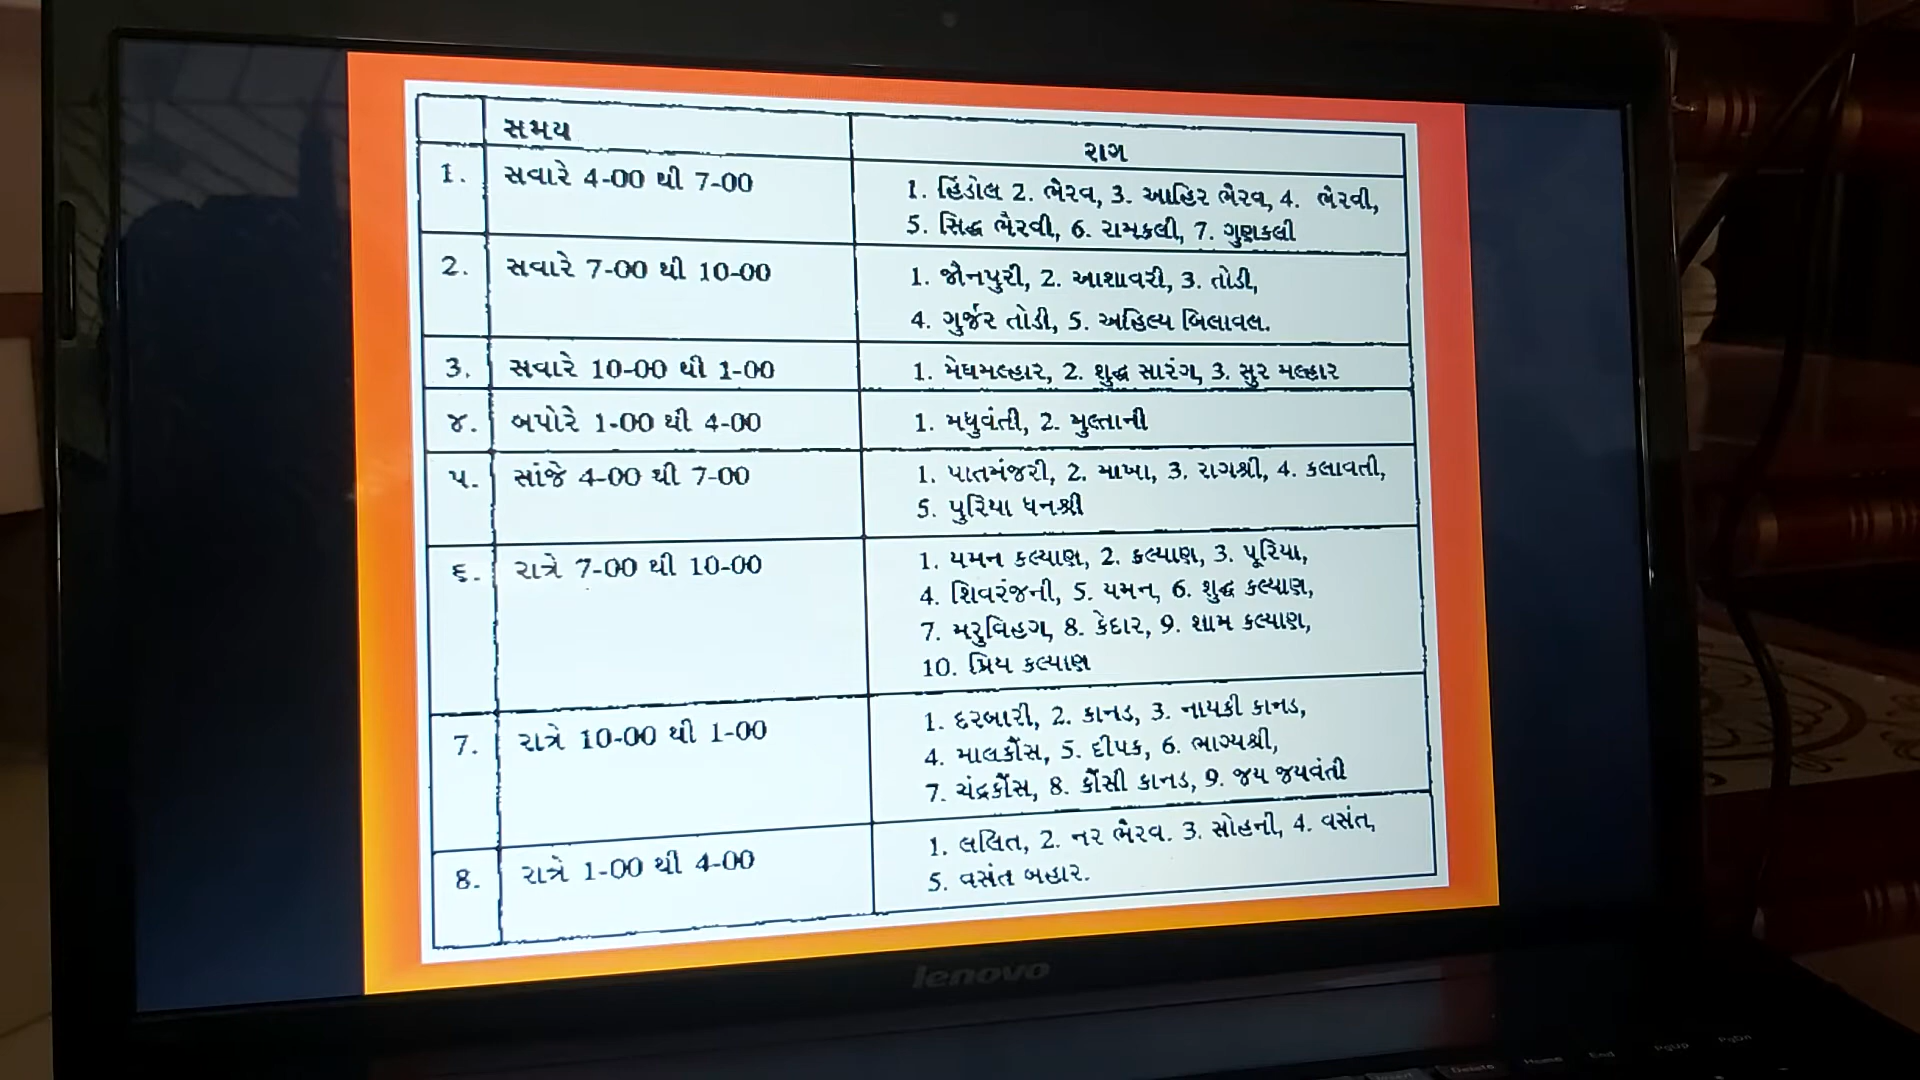 સમય
રાગ
1. સવારે 4-00 થી 7-00
1. હિંડોલ 2. ભૈરવ, 3. આહિર ભૈરવ, 4. ભૈરવી,
5. સિદ્ધ ભૈરવી, 6. રામકલી, 7. ગુણકલી
2. સવારે 7-00 થી 10-00
1. જૌનપુરી, 2. આશાવરી, 3. તોડી,
4. ગુર્જર તોડી, 5. અહિલ્ય બિલાવલ.
3. સવારે 10-00 થી 1-00
1. મેઘમલ્હાર, 2. શુદ્ધ સારંગ, 3. સુર મલ્હાર
૪. બપોરે 1-00 થી 4-00
1. મધુવંતી, 2. મુલ્તાની
૫. સાંજે 4-00 થી 7-00
1. પાતમંજરી, 2. માખા, 3. રાગશ્રી, 4. કલાવતી,
5. પુરિયા ધનશ્રી
૬. રાત્રે 7-00 થી 10-00
1. યમન કલ્યાણ, 2. કલ્યાણ, 3. પૂરિયા,
4. શિવરંજની, 5. યમન, 6. શુદ્ધ કલ્યાણ,
7. મરુવિહગ, 8. કેદાર, 9. શામ કલ્યાણ,
10. પ્રિય કલ્યાણ
7. રાત્રે 10-00 થી 1-00
1. દરબારી, 2. કાનડ, 3. નાયકી કાનડ,
4. માલકૌંસ, 5. દીપક, 6. ભાગ્યશ્રી,
7. ચંદ્રકૌંસ, 8. કૌંસી કાનડ, 9. જય જયવંતી
8. રાત્રે 1-00 થી 4-00
1. લલિત, 2. નર ભૈરવ. 3. સોહની, 4. વસંત,
5. વસંત બહાર.
lenovo
Insert Delete Home End PgUp PgDn